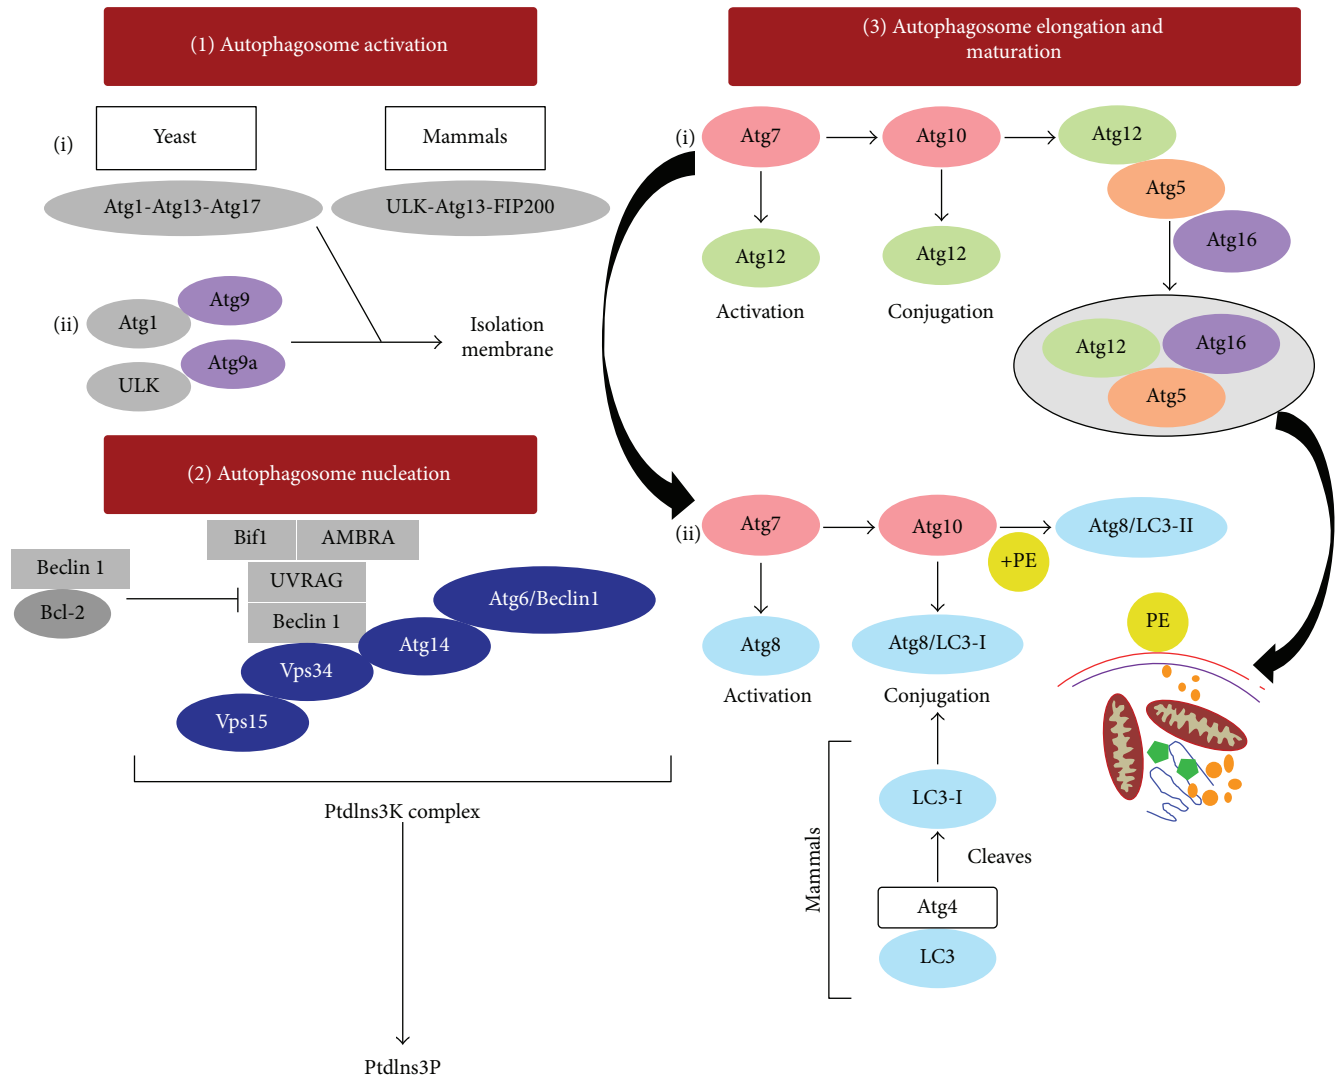 (1) Autophagosome activation
(i)
Yeast
Mammals
Atg1-Atg13-Atg17
ULK-Atg13-FIP200
(ii)
Atg1
Atg9
ULK
Atg9a
Isolation
membrane
(2) Autophagosome nucleation
Beclin 1
Bcl-2
Bif1
AMBRA
UVRAG
Beclin 1
Atg6/Beclin1
Atg14
Vps34
Vps15
Ptdlns3K complex
Ptdlns3P
(3) Autophagosome elongation and
maturation
(i)
Atg7
Atg10
Atg12
Atg5
Atg16
Atg12
Atg12
Activation
Conjugation
Atg12
Atg16
Atg5
(ii)
Atg7
Atg10
+PE
Atg8/LC3-II
Atg8
Atg8/LC3-I
Activation
Conjugation
PE
Mammals
LC3-I
Cleaves
Atg4
LC3